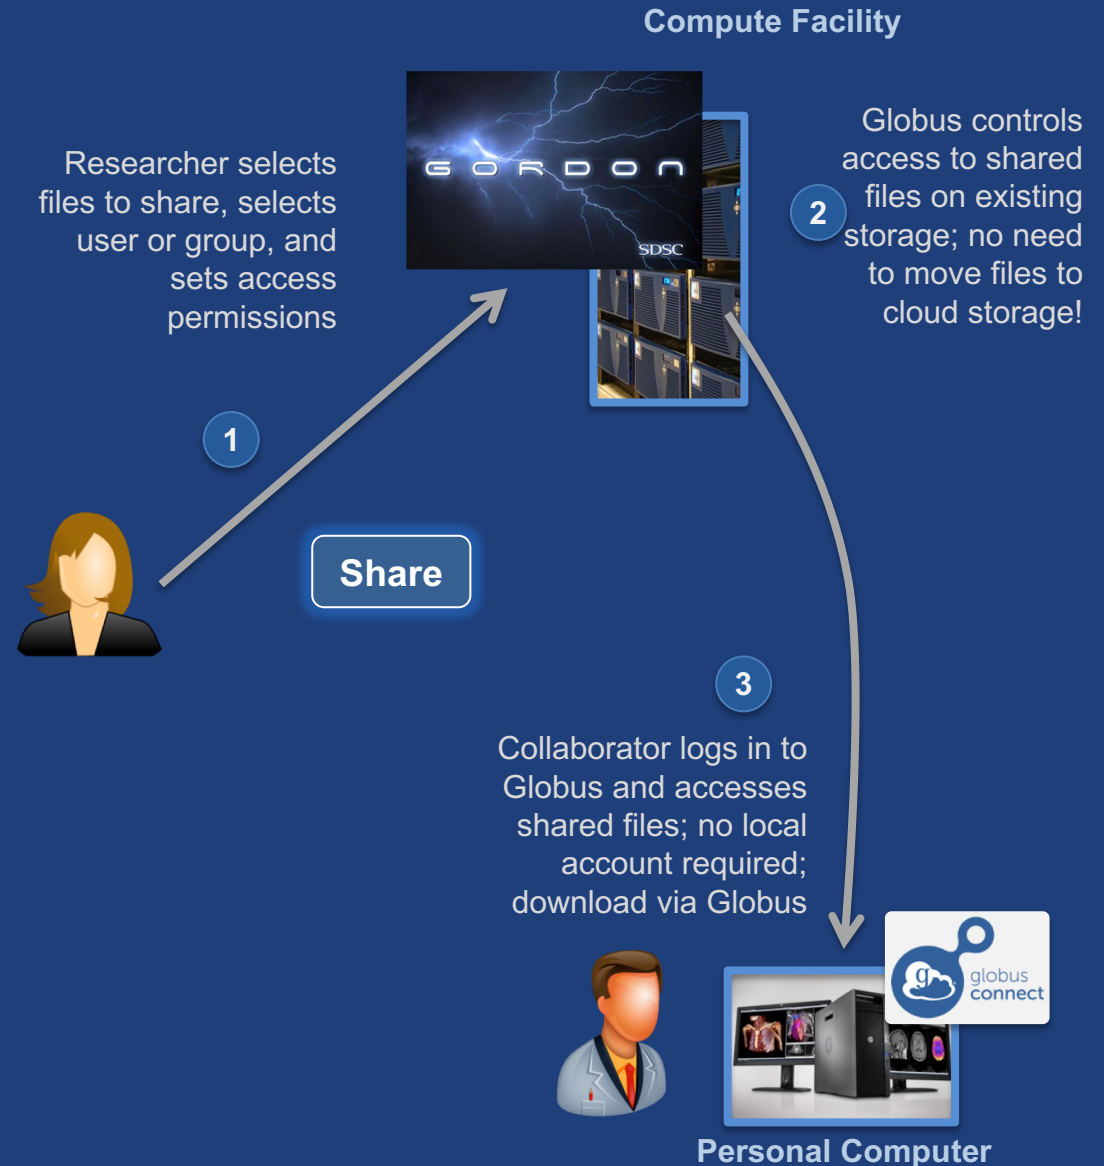 Compute Facility
GORDON
SDSC
Researcher selects
files to share, selects
user or group, and
sets access
permissions
1
Globus controls
access to shared
files on existing
storage; no need
to move files to
cloud storage!
2
Share
3
Collaborator logs in to
Globus and accesses
shared files; no local
account required;
download via Globus
g
globus
connect
Personal Computer